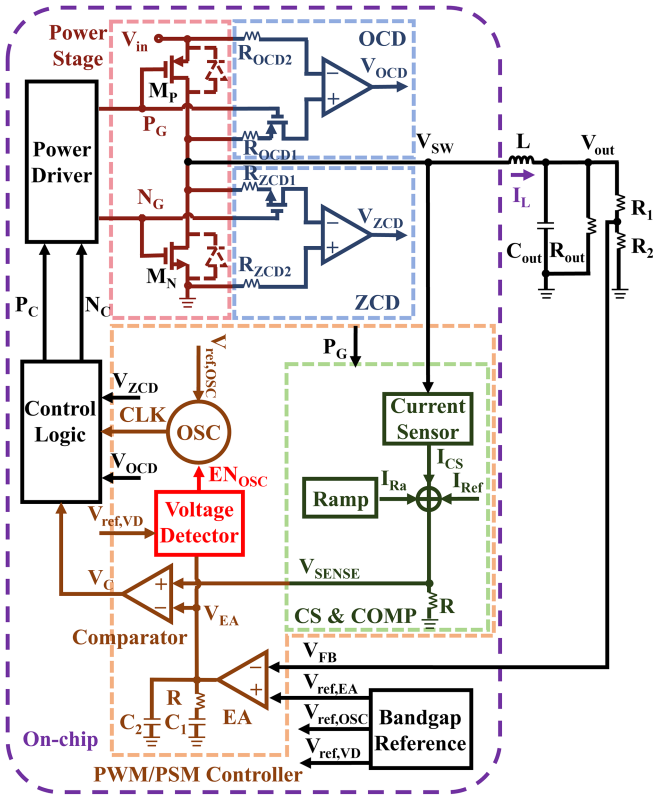 Power
Stage
V_in
OCD
R_OCD2
V_OCD
M_P
P_G
R_OCD1
Power
Driver
V_SW
L
V_out
I_L
N_G
R_ZCD1
V_ZCD
R_1
R_2
C_out
R_out
M_N
R_ZCD2
ZCD
P_C
N_C
P_G
V_ref,OSC
V_ZCD
Control
Logic
CLK
OSC
V_OCD
EN_OSC
Current
Sensor
I_CS
Ramp
I_Ra
I_Ref
V_ref,VD
Voltage
Detector
V_SENSE
R
V_C
V_EA
CS & COMP
Comparator
V_FB
V_ref,EA
V_ref,OSC
V_ref,VD
R
C_2
C_1
EA
Bandgap
Reference
On-chip
PWM/PSM Controller